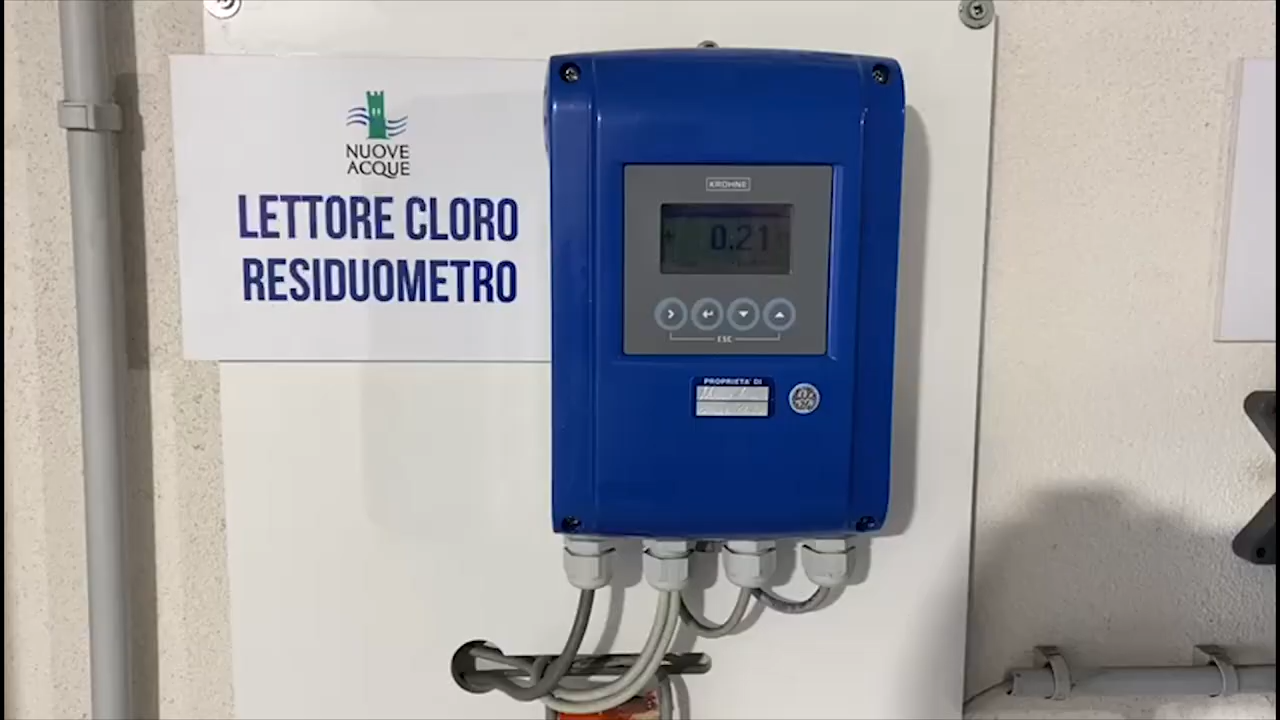 NUOVE
ACQUE
LETTORE CLORO
RESIDUOMETRO
KROHNE
0.21
ESC
PROPRIETA' DI